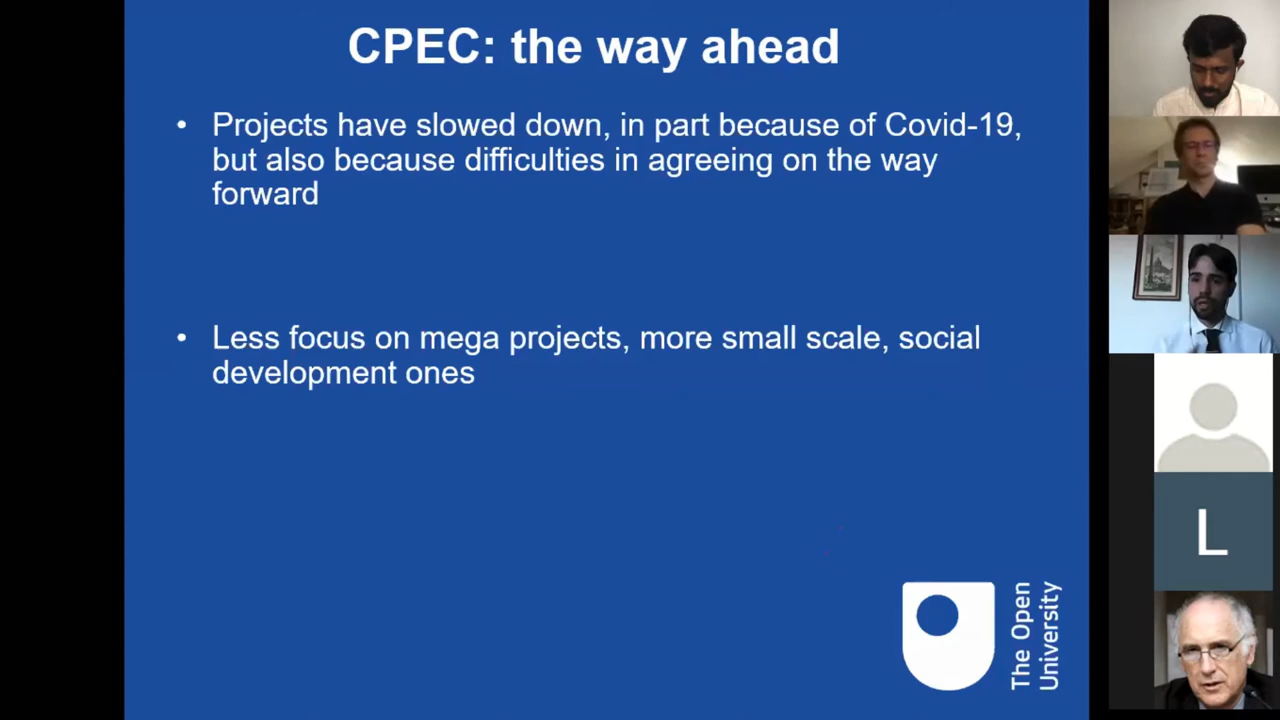 CPEC: the way ahead
• Projects have slowed down, in part because of Covid-19,
but also because difficulties in agreeing on the way
forward
• Less focus on mega projects, more small scale, social
development ones
The Open
University
L